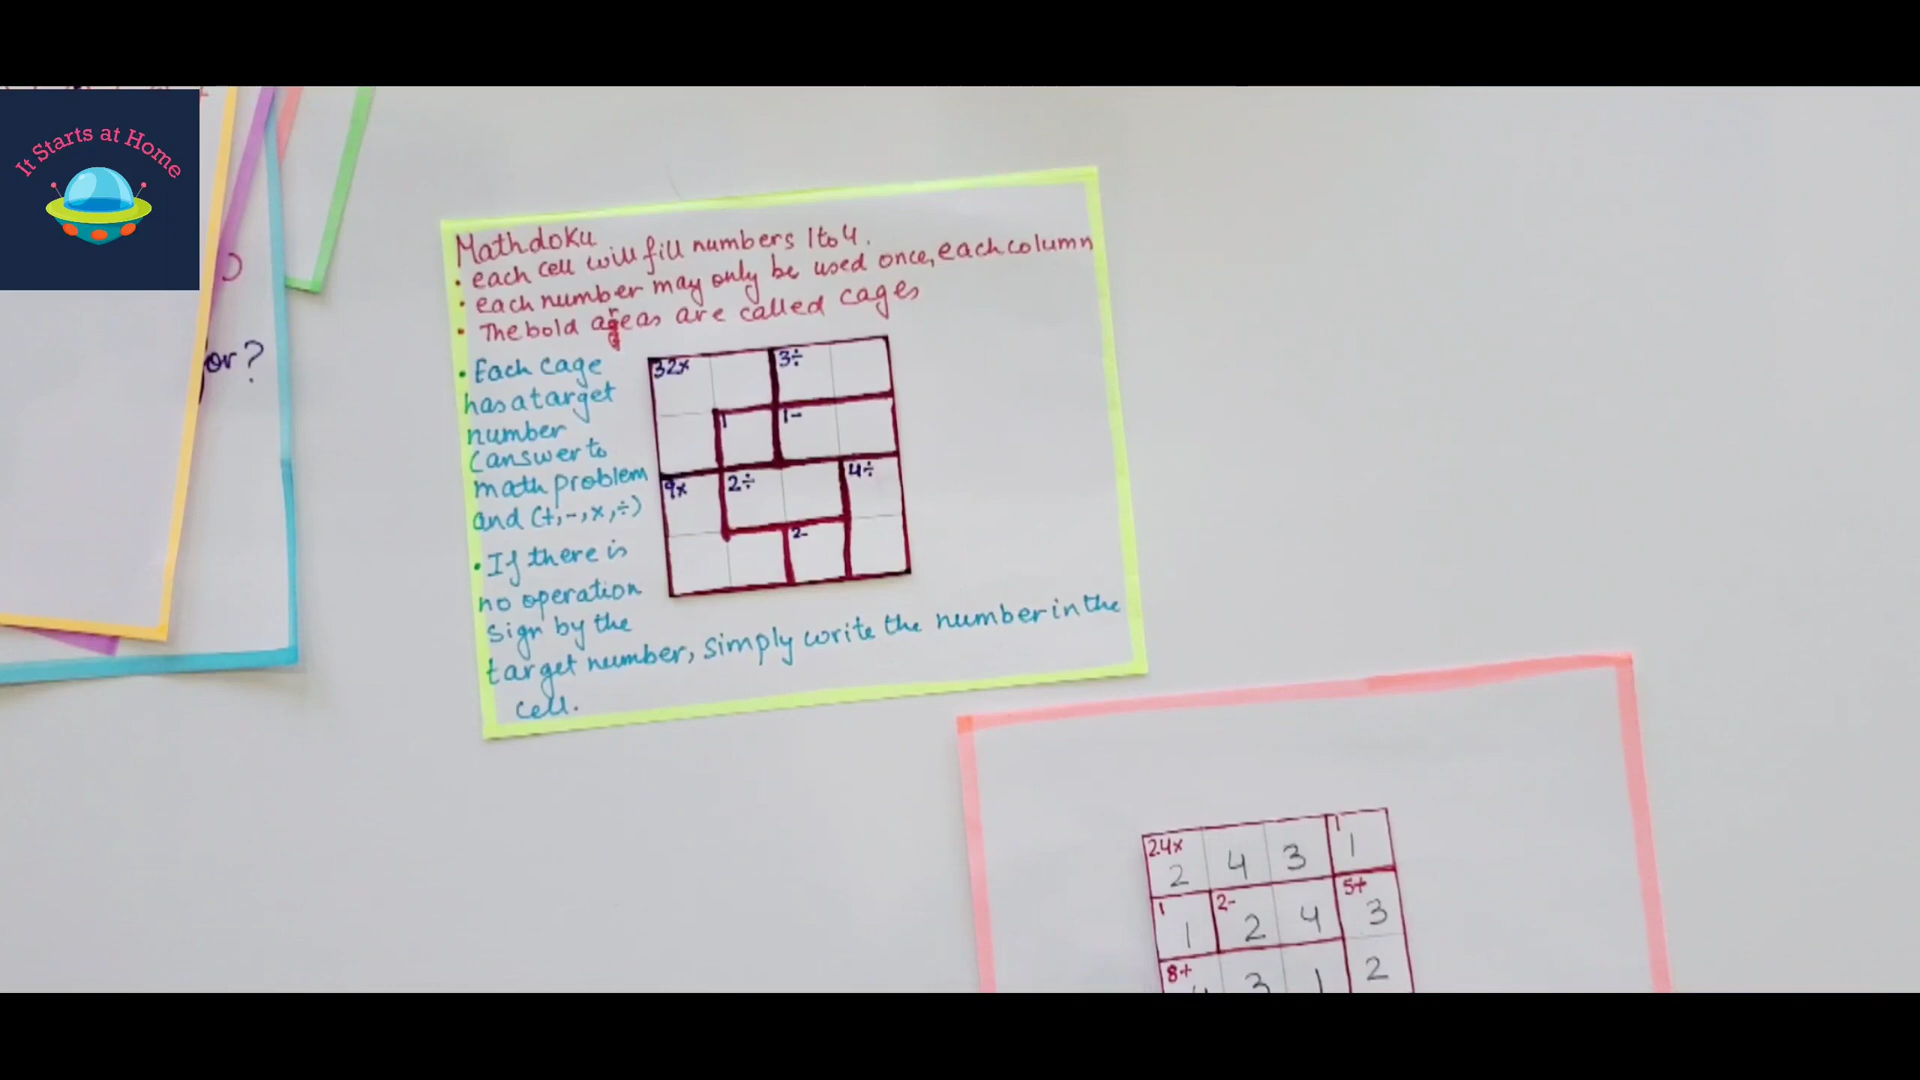 It Starts at Home
or?
Mathdoku
• each cell will fill numbers 1 to 4.
• each number may only be used once, each column
• The bold areas are called cages
• Each cage
has a target
number
(answer to
math problem
and (+, -, x, ÷)
• If there is
no operation
sign by the
target number, simply write the number in the
cell.
32x 3÷
1 1-
9x 2÷ 4÷
2-
24x 1
2 4 3 1
1 2- 5+
1 2 4 3
8+
3 1 2